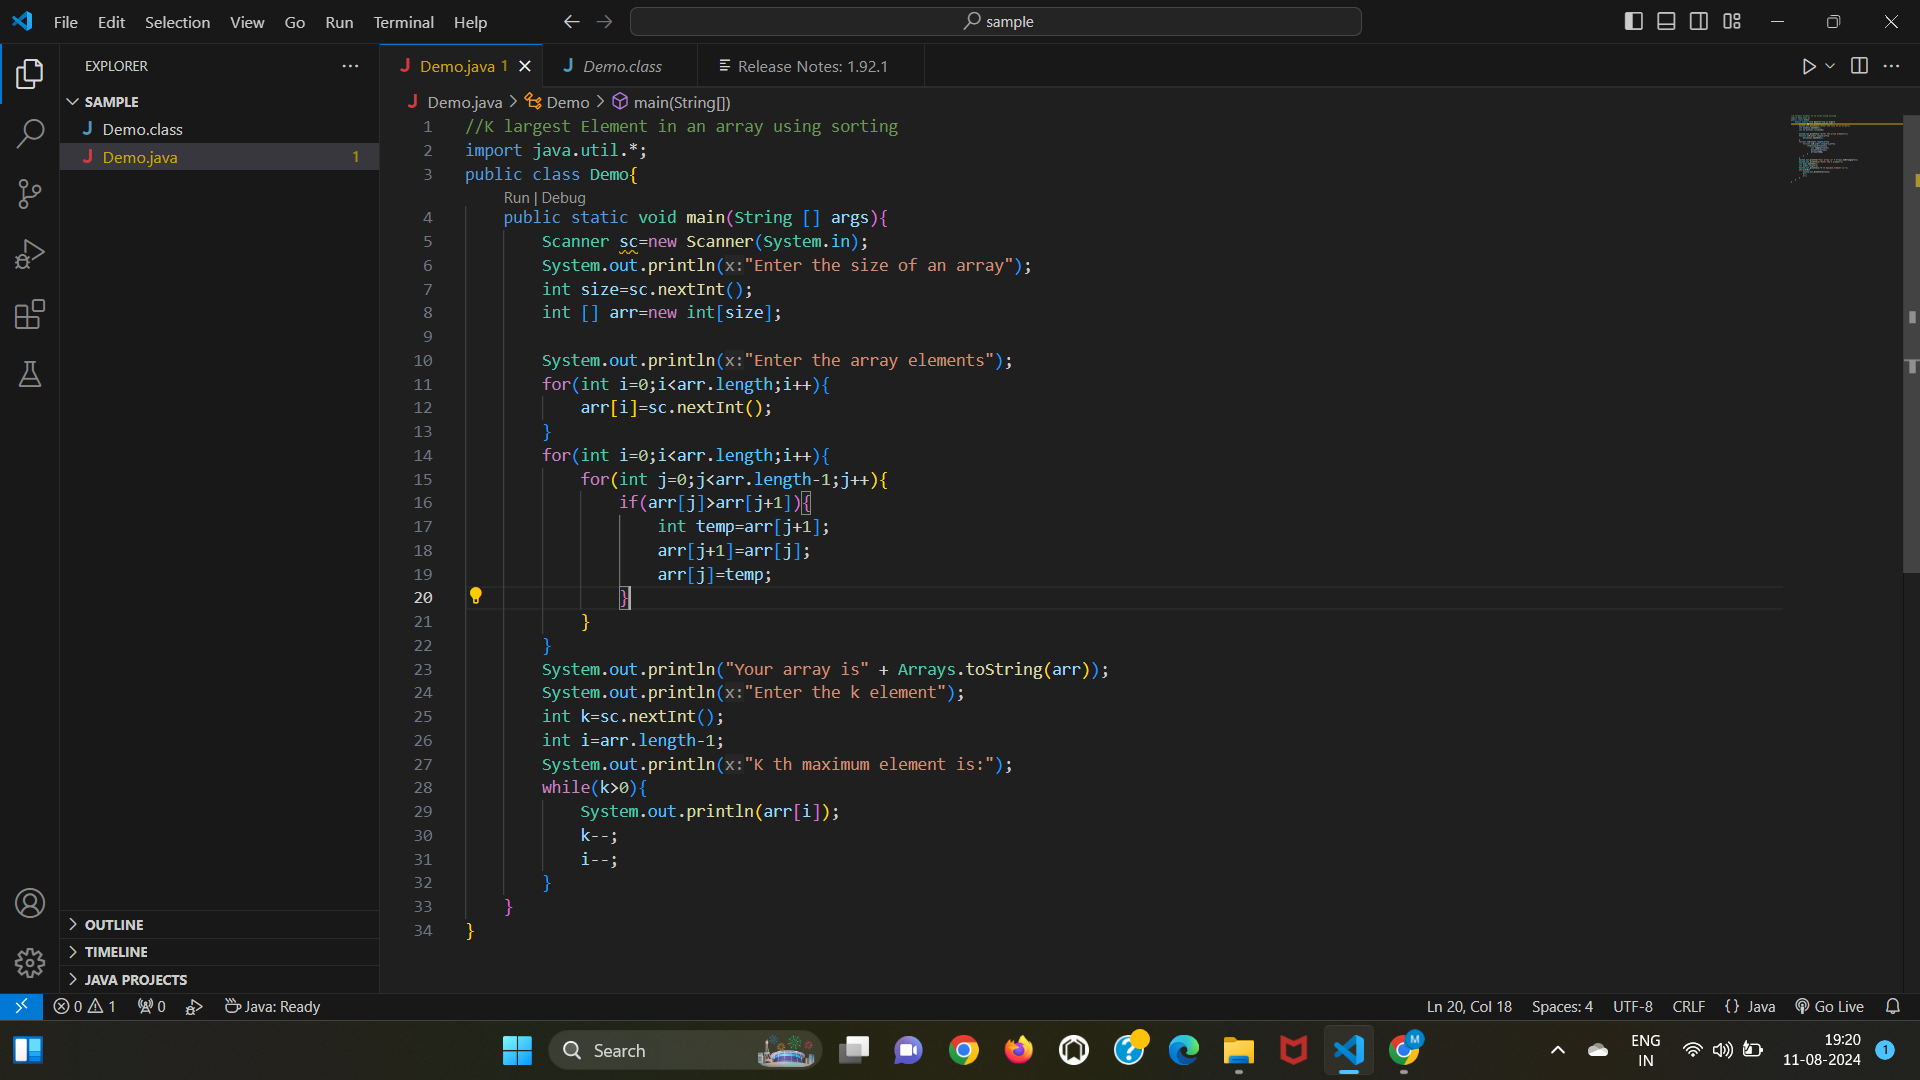 File Edit Selection View Go Run Terminal Help
sample
EXPLORER
SAMPLE
Demo.class
Demo.java 1
OUTLINE
TIMELINE
JAVA PROJECTS
Demo.java 1
Demo.class
Release Notes: 1.92.1
Demo.java > Demo > main(String[])
1 //K largest Element in an array using sorting
2 import java.util.*;
3 public class Demo{
Run | Debug
4 public static void main(String [] args){
5 Scanner sc=new Scanner(System.in);
6 System.out.println(x:"Enter the size of an array");
7 int size=sc.nextInt();
8 int [] arr=new int[size];
9
10 System.out.println(x:"Enter the array elements");
11 for(int i=0;i<arr.length;i++){
12 arr[i]=sc.nextInt();
13 }
14 for(int i=0;i<arr.length;i++){
15 for(int j=0;j<arr.length-1;j++){
16 if(arr[j]>arr[j+1]){
17 int temp=arr[j+1];
18 arr[j+1]=arr[j];
19 arr[j]=temp;
20 }
21 }
22 }
23 System.out.println("Your array is" + Arrays.toString(arr));
24 System.out.println(x:"Enter the k element");
25 int k=sc.nextInt();
26 int i=arr.length-1;
27 System.out.println(x:"K th maximum element is:");
28 while(k>0){
29 System.out.println(arr[i]);
30 k--;
31 i--;
32 }
33 }
34 }
0 1 0 Java: Ready
Ln 20, Col 18 Spaces: 4 UTF-8 CRLF {} Java Go Live
Search
M
ENG
IN
19:20
11-08-2024
1